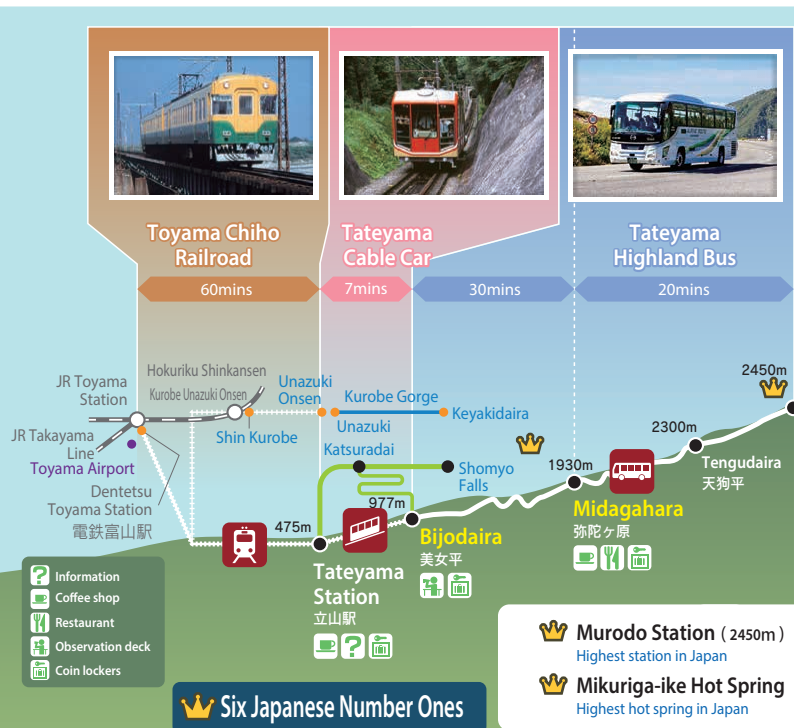 Toyama Chiho
Railroad
Tateyama
Cable Car
Tateyama
Highland Bus
60mins
7mins
30mins
20mins
2450m
JR Toyama
Station
Hokuriku Shinkansen
Kurobe Unazuki Onsen
Unazuki
Onsen
Kurobe Gorge
Keyakidaira
Shin Kurobe
Unazuki
JR Takayama
Line
Toyama Airport
Katsuradai
Shomyo
Falls
2300m
Tengudaira
天狗平
1930m
Midagahara
弥陀ヶ原
Dentetsu
Toyama Station
電鉄富山駅
475m
977m
Bijodaira
美女平
Tateyama
Station
立山駅
Information
Coffee shop
Restaurant
Observation deck
Coin lockers
Murodo Station ( 2450m )
Highest station in Japan
Mikuriga-ike Hot Spring
Highest hot spring in Japan
Six Japanese Number Ones